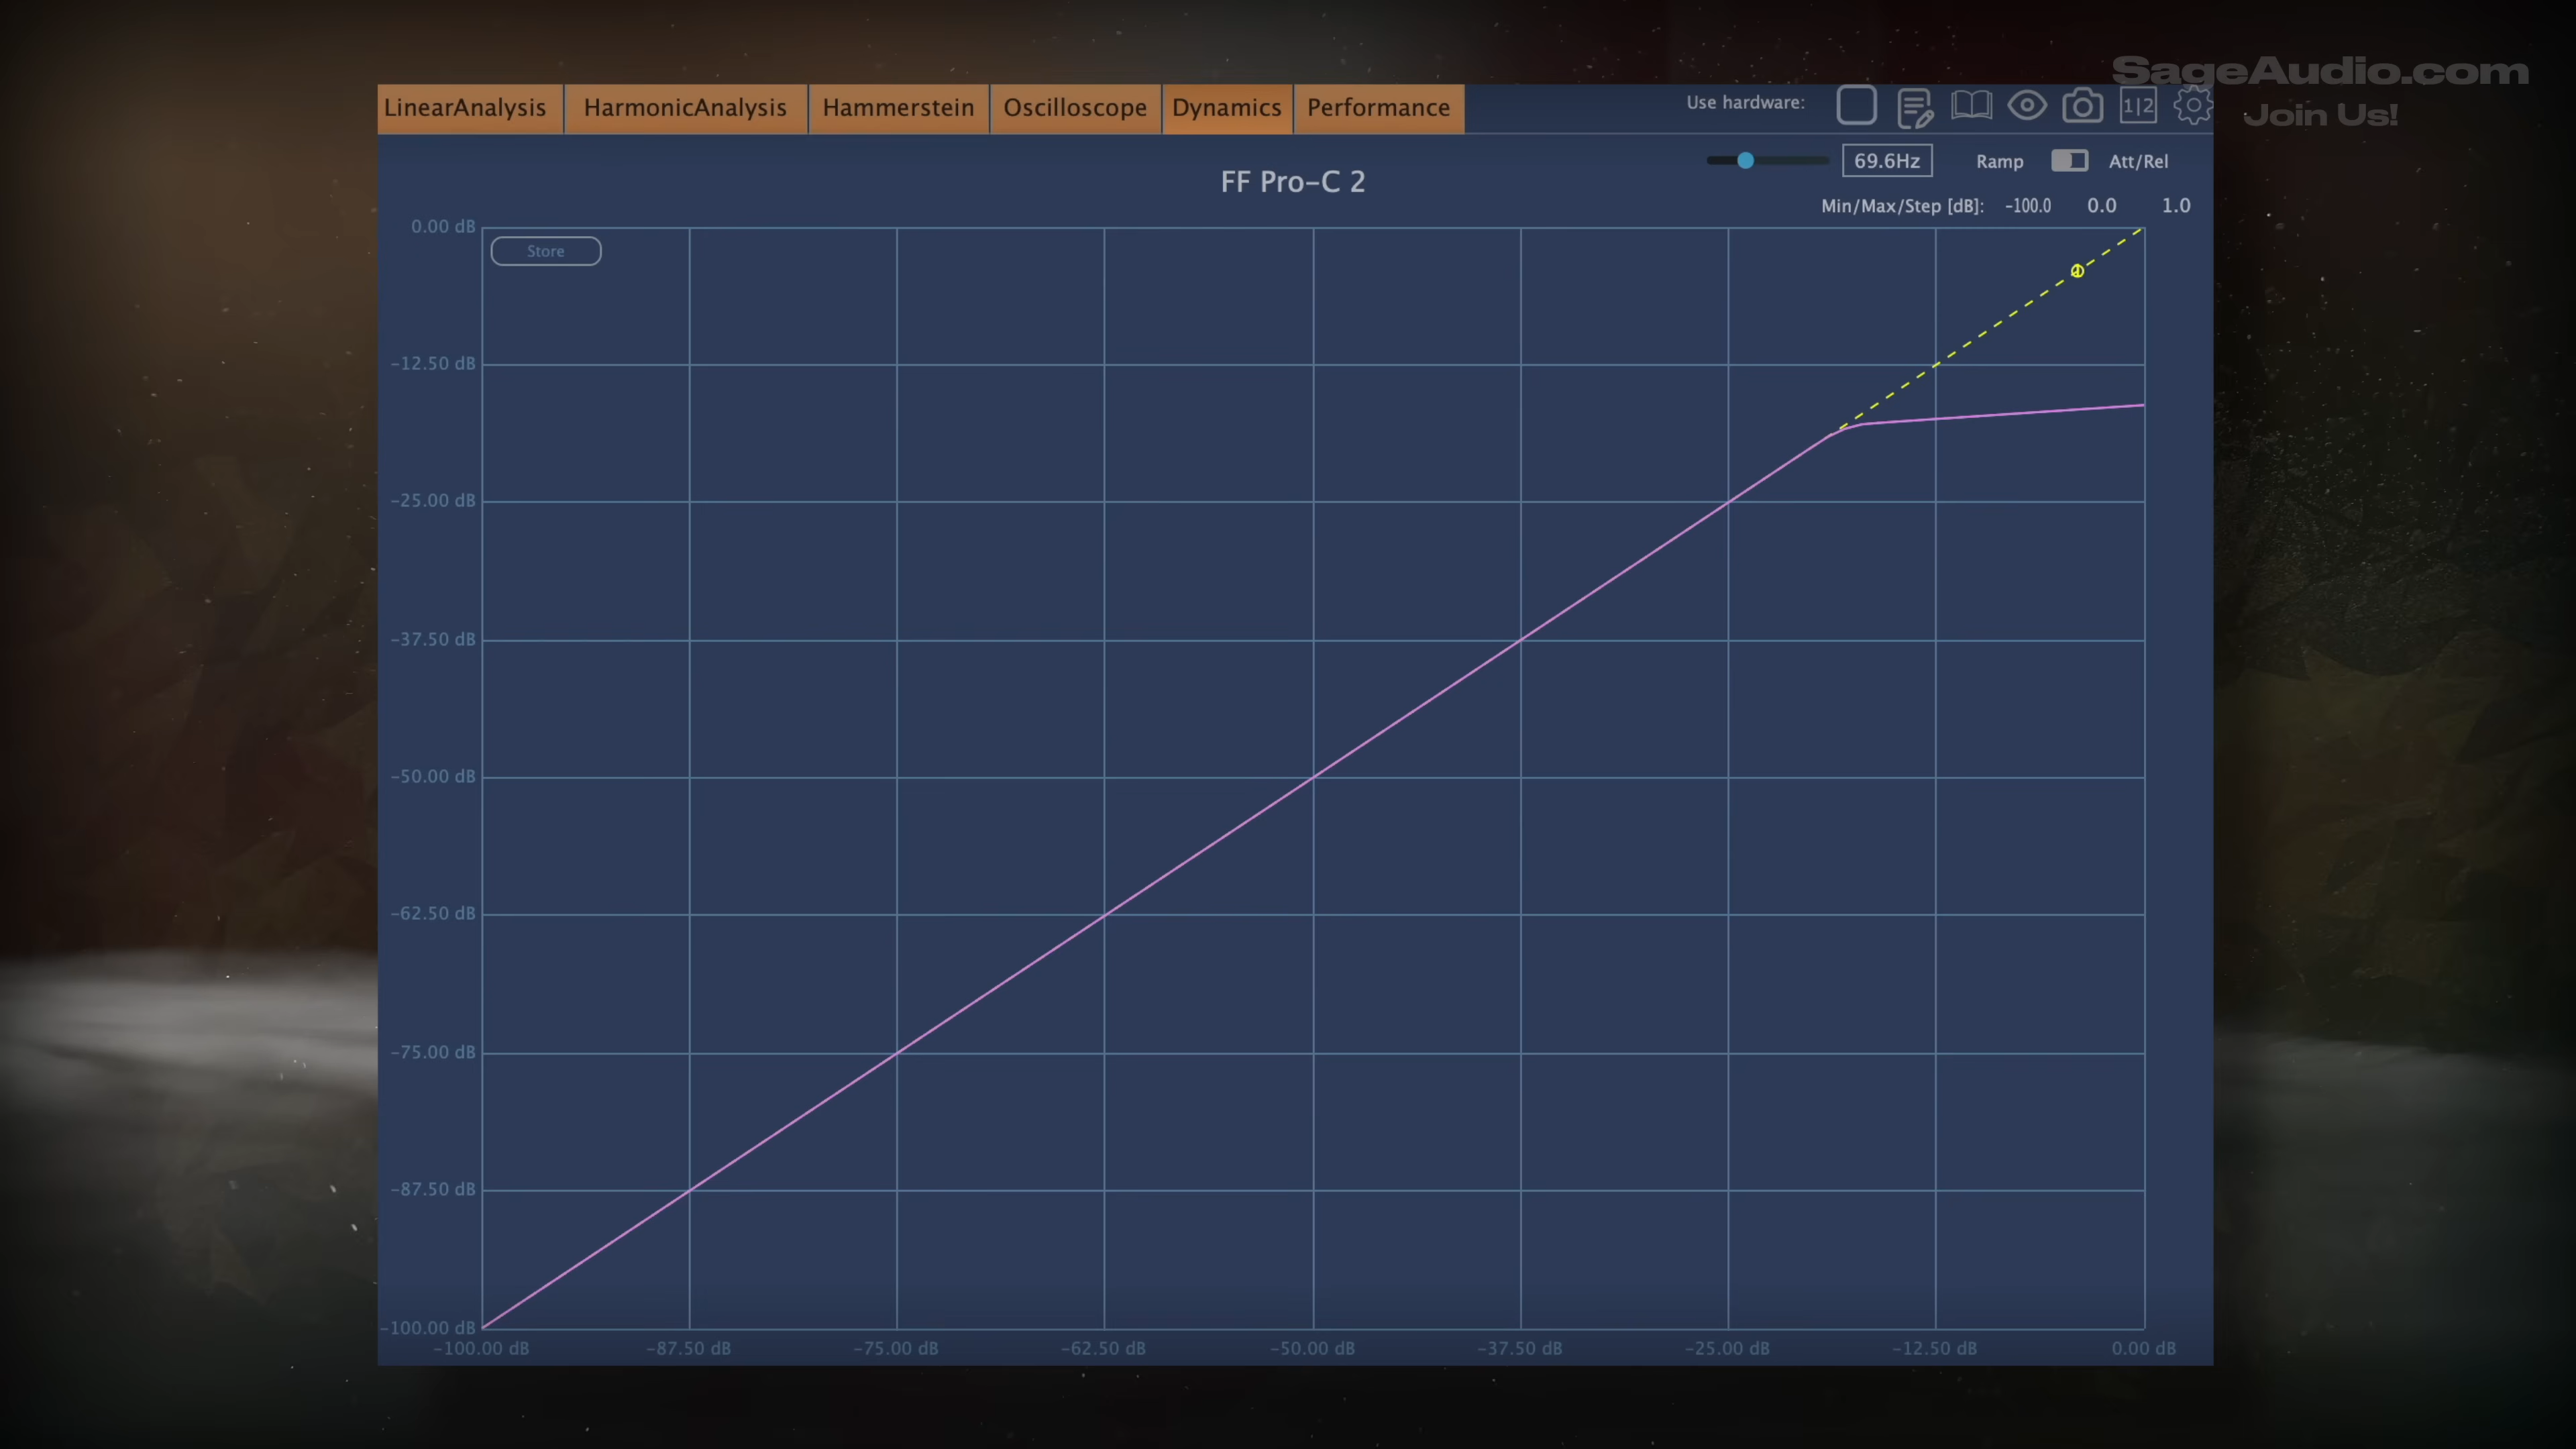 SageAudio.com
Join Us!
LinearAnalysis HarmonicAnalysis Hammerstein Oscilloscope Dynamics Performance Use hardware: 1|2
69.6Hz Ramp Att/Rel
FF Pro-C 2
Min/Max/Step [dB]: -100.0 0.0 1.0
0.00 dB
Store
-12.50 dB
-25.00 dB
-37.50 dB
-50.00 dB
-62.50 dB
-75.00 dB
-87.50 dB
-100.00 dB
-100.00 dB -87.50 dB -75.00 dB -62.50 dB -50.00 dB -37.50 dB -25.00 dB -12.50 dB 0.00 dB